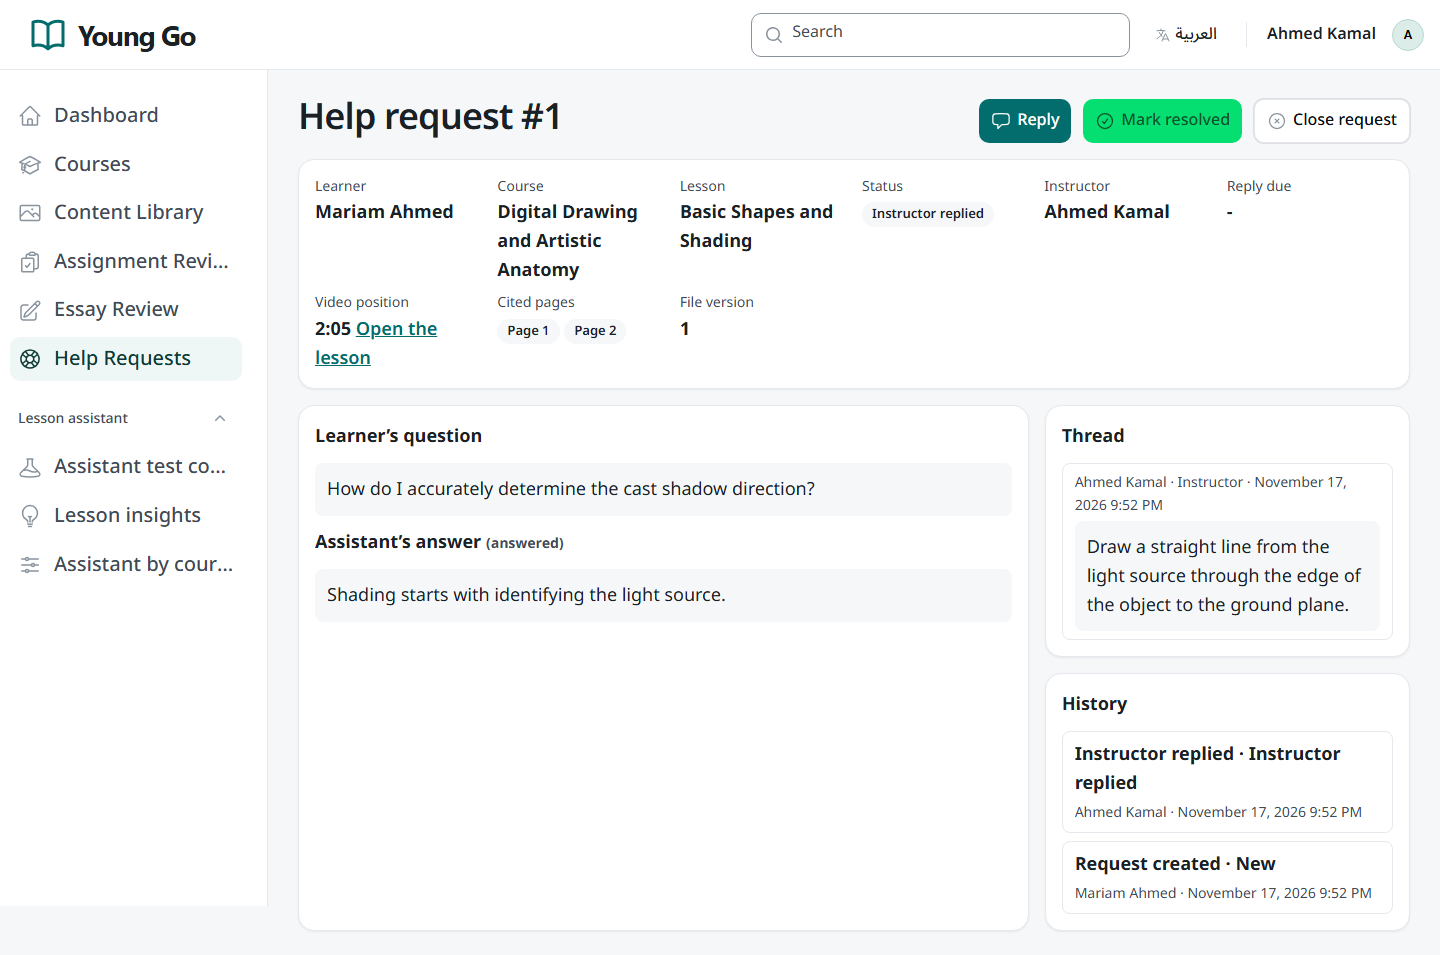 Young Go
Search
العربية
Ahmed Kamal
A
Dashboard
Courses
Content Library
Assignment Revi...
Essay Review
Help Requests
Lesson assistant
Assistant test co...
Lesson insights
Assistant by cour...
Help request #1
Reply
Mark resolved
Close request
Learner
Mariam Ahmed
Course
Digital Drawing
and Artistic
Anatomy
Lesson
Basic Shapes and
Shading
Status
Instructor replied
Instructor
Ahmed Kamal
Reply due
-
Video position
2:05 Open the
lesson
Cited pages
Page 1 Page 2
File version
1
Learner's question
How do I accurately determine the cast shadow direction?
Assistant's answer (answered)
Shading starts with identifying the light source.
Thread
Ahmed Kamal · Instructor · November 17,
2026 9:52 PM
Draw a straight line from the
light source through the edge of
the object to the ground plane.
History
Instructor replied · Instructor
replied
Ahmed Kamal · November 17, 2026 9:52 PM
Request created · New
Mariam Ahmed · November 17, 2026 9:52 PM